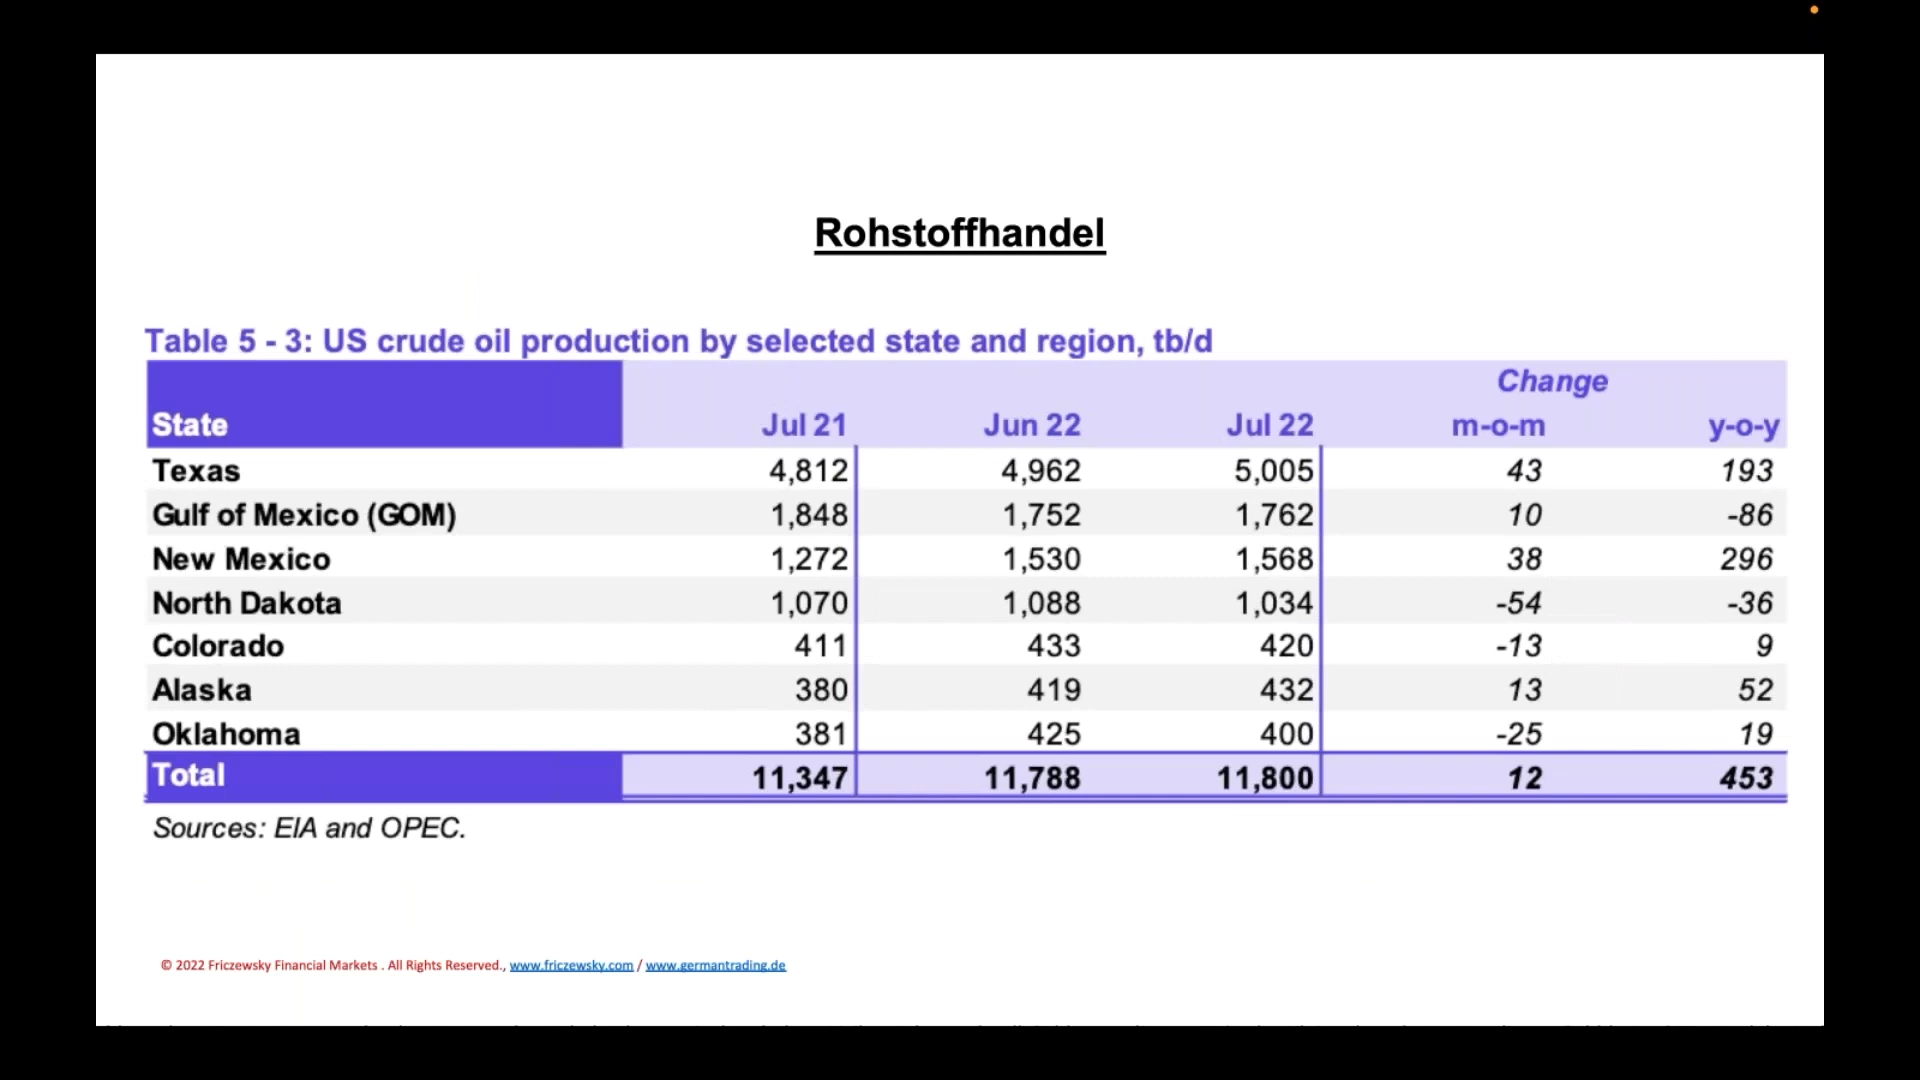 Rohstoffhandel
Table 5 - 3: US crude oil production by selected state and region, tb/d
Change
State Jul 21 Jun 22 Jul 22 m-o-m y-o-y
Texas 4,812 4,962 5,005 43 193
Gulf of Mexico (GOM) 1,848 1,752 1,762 10 -86
New Mexico 1,272 1,530 1,568 38 296
North Dakota 1,070 1,088 1,034 -54 -36
Colorado 411 433 420 -13 9
Alaska 380 419 432 13 52
Oklahoma 381 425 400 -25 19
Total 11,347 11,788 11,800 12 453
Sources: EIA and OPEC.
© 2022 Friczewsky Financial Markets . All Rights Reserved., www.friczewsky.com / www.germantrading.de